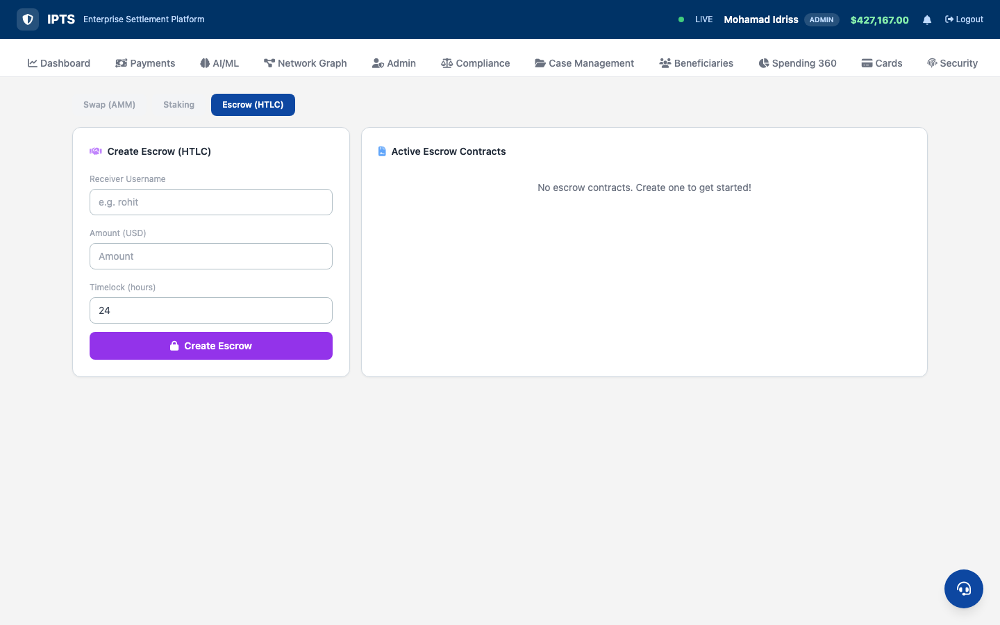 IPTS Enterprise Settlement Platform LIVE Mohamad Idriss ADMIN $427,167.00 Logout
Dashboard Payments AI/ML Network Graph Admin Compliance Case Management Beneficiaries Spending 360 Cards Security
Swap (AMM) Staking Escrow (HTLC)
Create Escrow (HTLC)
Receiver Username
e.g. rohit
Amount (USD)
Amount
Timelock (hours)
24
Create Escrow
Active Escrow Contracts
No escrow contracts. Create one to get started!